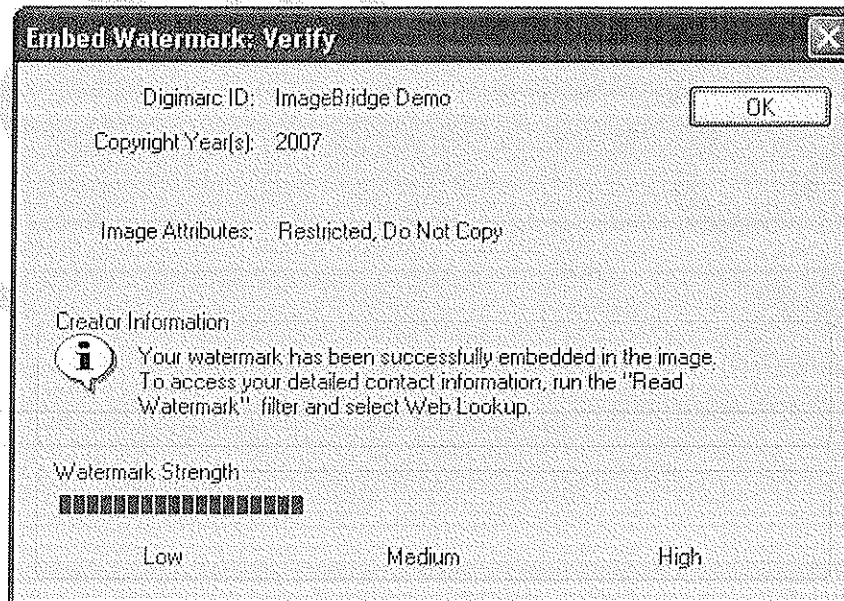 Embed Watermark: Verify
Digimarc ID: ImageBridge Demo
OK
Copyright Year(s): 2007
Image Attributes: Restricted, Do Not Copy
Creator Information
Your watermark has been successfully embedded in the image.
To access your detailed contact information, run the "Read
Watermark" filter and select Web Lookup.
Watermark Strength
Low Medium High